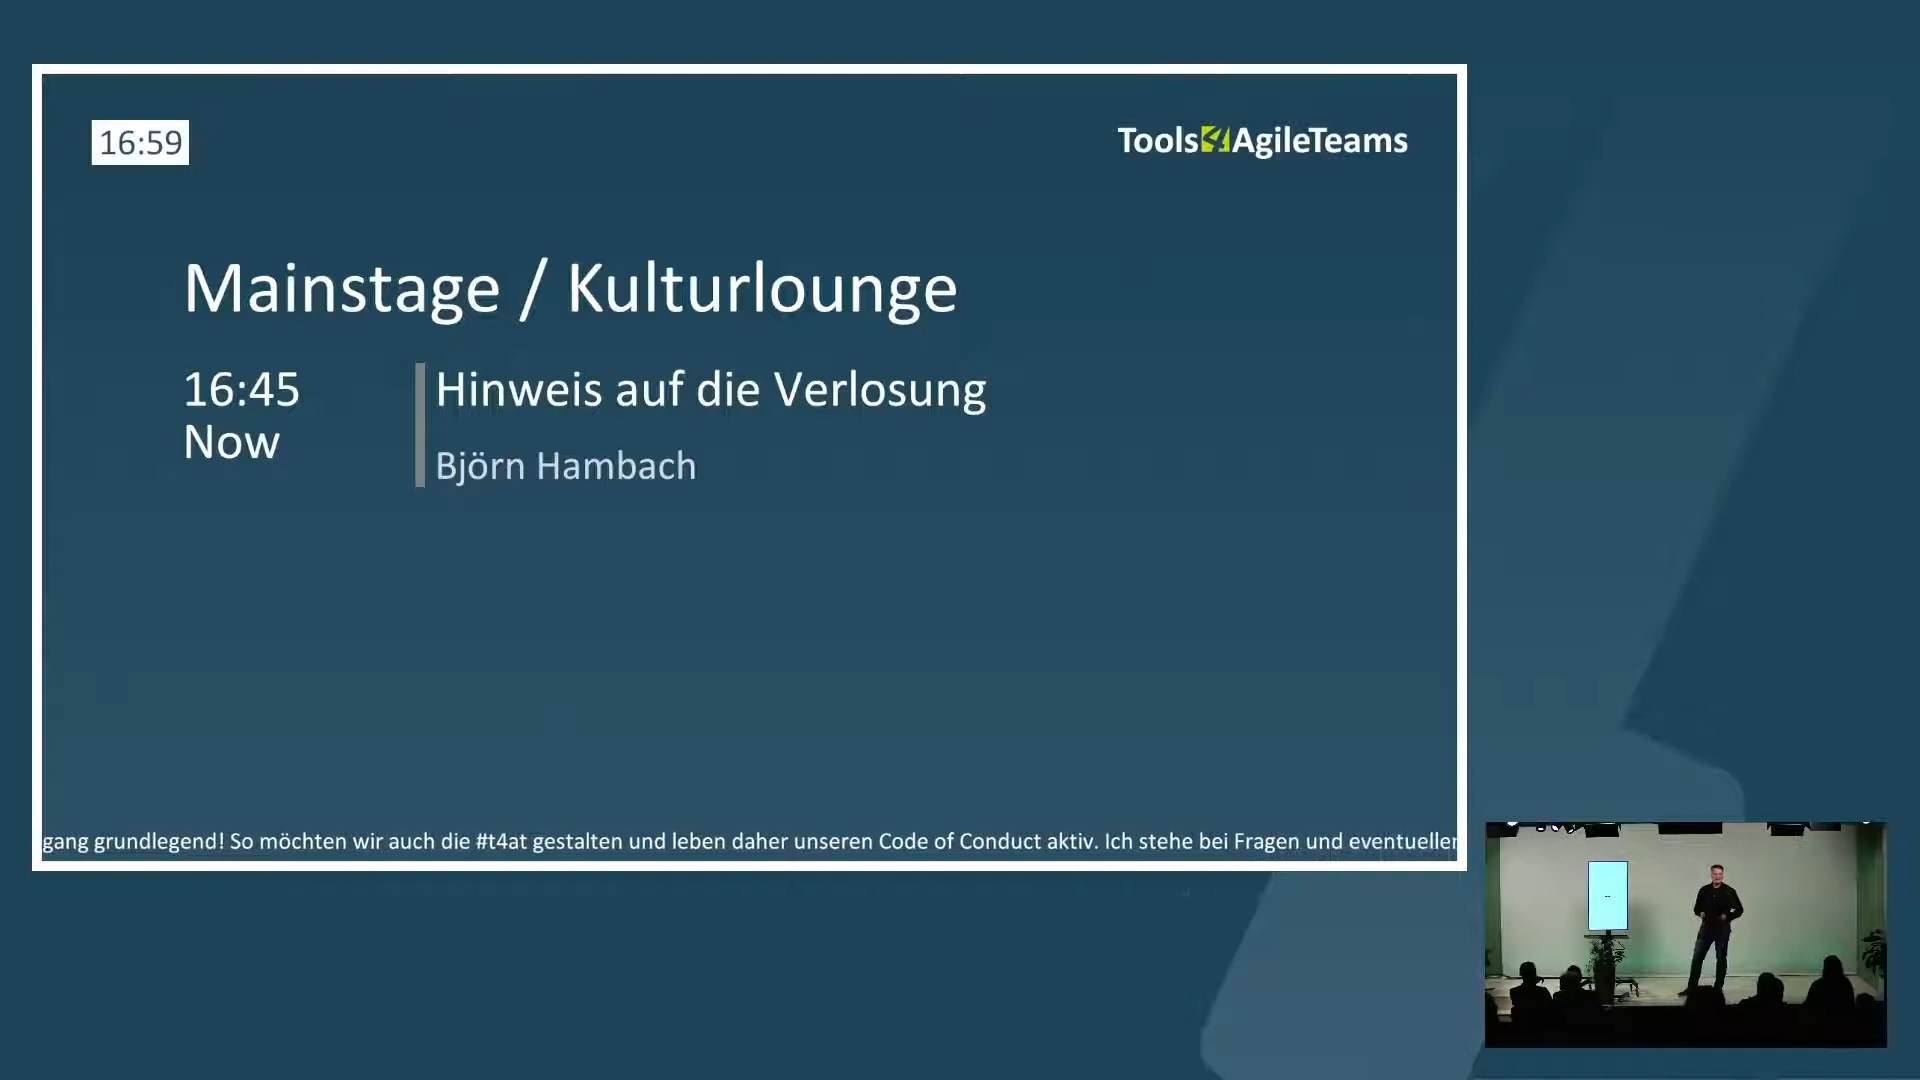 16:59
Tools4AgileTeams
Mainstage / Kulturlounge
16:45
Now
Hinweis auf die Verlosung
Björn Hambach
gang grundlegend! So möchten wir auch die #t4at gestalten und leben daher unseren Code of Conduct aktiv. Ich stehe bei Fragen und eventueller